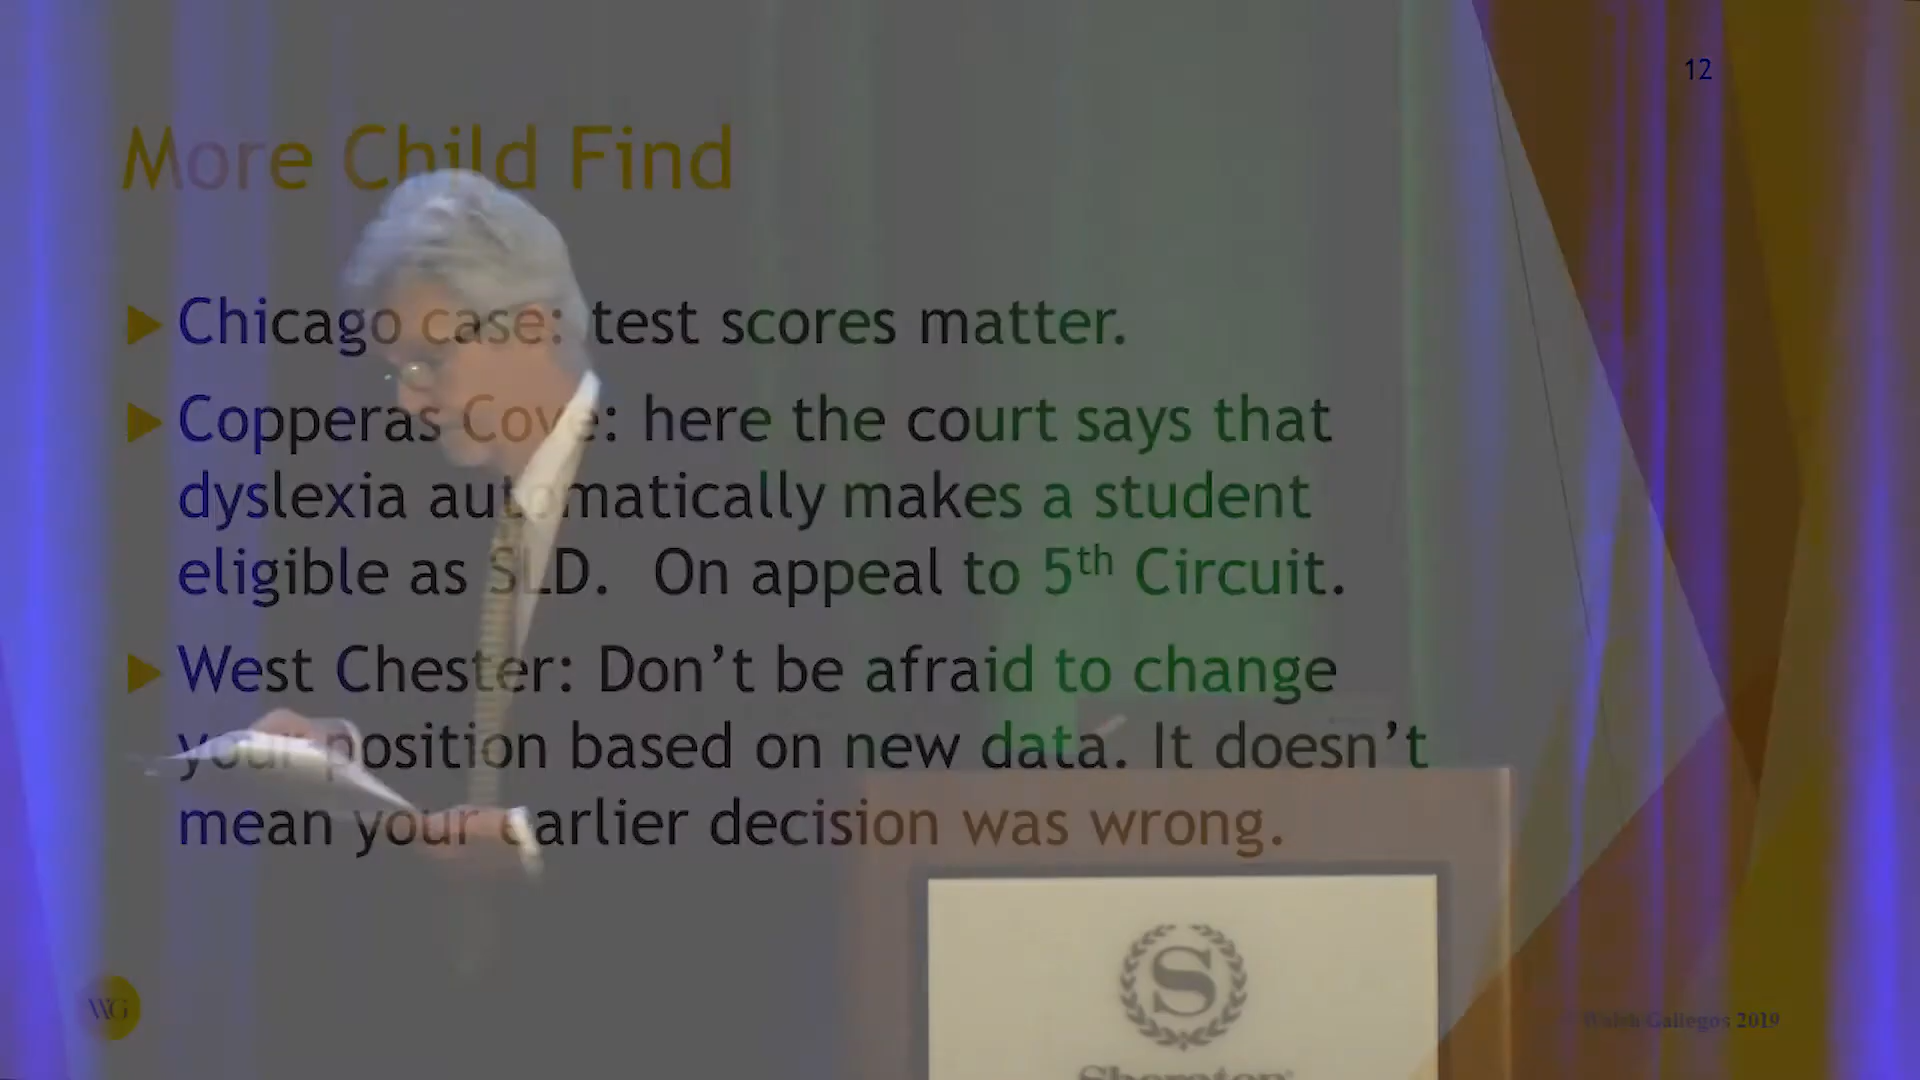 12
More Child Find
Chicago case: test scores matter.
Copperas Cove: here the court says that
dyslexia automatically makes a student
eligible as SLD. On appeal to 5th Circuit.
West Chester: Don't be afraid to change
your position based on new data. It doesn't
mean your earlier decision was wrong.
WG
Walsh Gallegos 2019
S
Sheraton